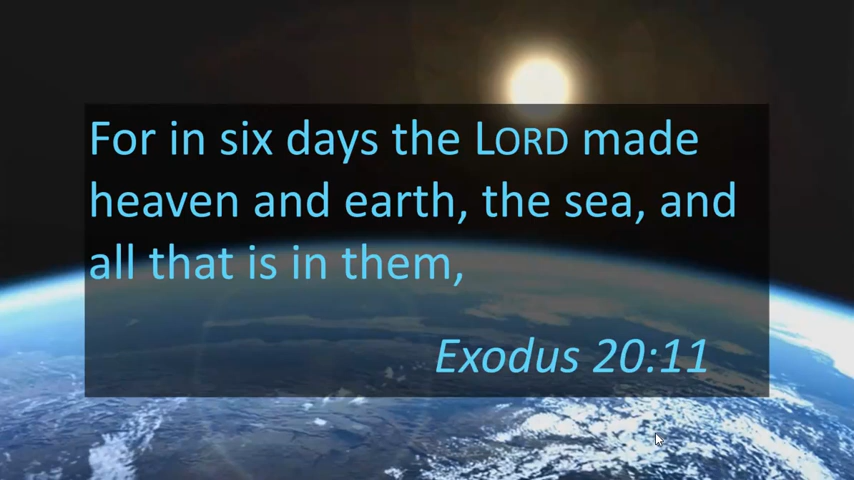 For in six days the LORD made
heaven and earth, the sea, and
all that is in them,
Exodus 20:11